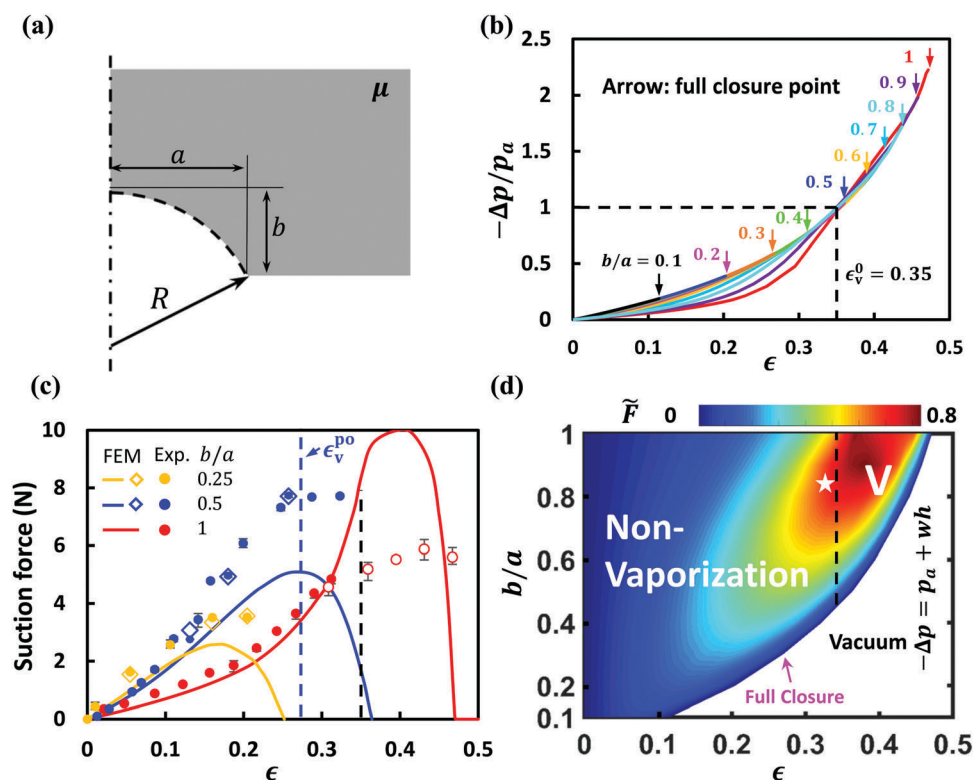 (a)
μ
a
b
R
(b)
2.5
2
1.5
1
0.5
0
−Δp/p_a
Arrow: full closure point
1
0.9
0.8
0.7
0.6
0.5
0.4
0.3
0.2
b/a = 0.1
ϵ_v^0 = 0.35
0 0.1 0.2 0.3 0.4 0.5
ϵ
(c)
10
8
6
4
2
0
Suction force (N)
FEM Exp. b/a
0.25
0.5
1
ϵ_v^po
0 0.1 0.2 0.3 0.4 0.5
ϵ
(d)
F̃ 0 0.8
1
0.8
0.6
0.4
0.2
0.1
b/a
Non-
Vaporization
V
Vacuum
−Δp = p_a + wh
Full Closure
0 0.1 0.2 0.3 0.4 0.5
ϵ